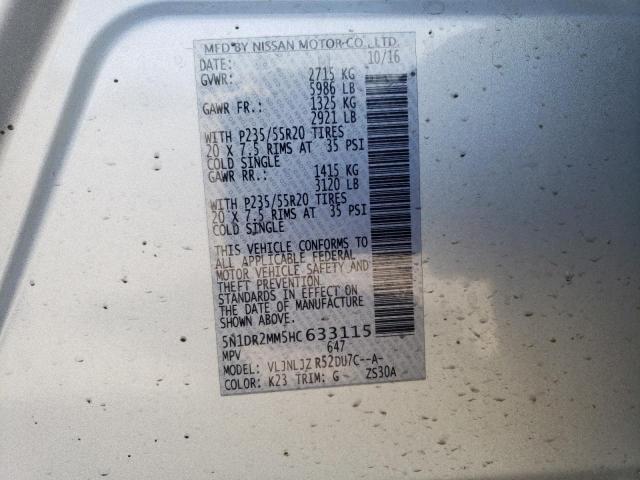 MFD BY NISSAN MOTOR CO., LTD.
DATE: 10/16
GVWR: 2715 KG
5986 LB
GAWR FR.: 1325 KG
2921 LB
WITH P235/55R20 TIRES
20 X 7.5 RIMS AT 35 PSI
COLD SINGLE
GAWR RR.: 1415 KG
3120 LB
WITH P235/55R20 TIRES
20 X 7.5 RIMS AT 35 PSI
COLD SINGLE
THIS VEHICLE CONFORMS TO
ALL APPLICABLE FEDERAL
MOTOR VEHICLE SAFETY AND
THEFT PREVENTION
STANDARDS IN EFFECT ON
THE DATE OF MANUFACTURE
SHOWN ABOVE.
5N1DR2MM5HC 633115
MPV 647
MODEL: VLJNLJZ R52DU7C--A-
COLOR: K23 TRIM: G ZS30A